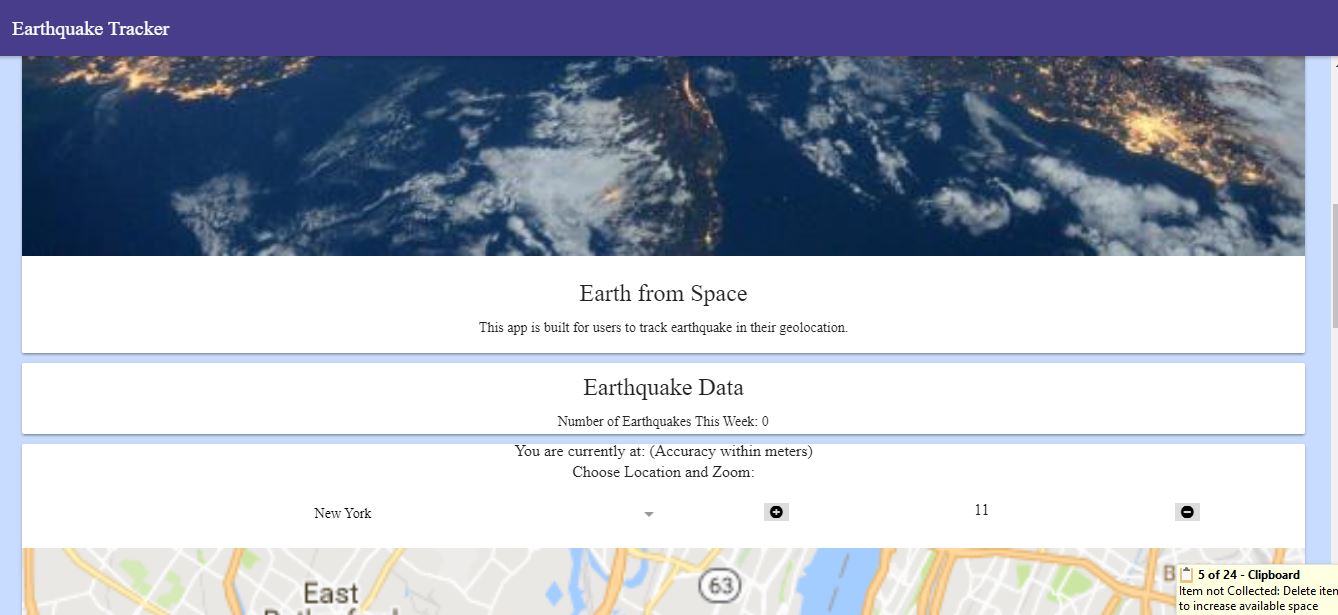 Earthquake Tracker
Earth from Space
This app is built for users to track earthquake in their geolocation.
Earthquake Data
Number of Earthquakes This Week: 0
You are currently at: (Accuracy within meters)
Choose Location and Zoom:
New York 11
East
63
B
5 of 24 - Clipboard
Item not Collected: Delete iten
to increase available space